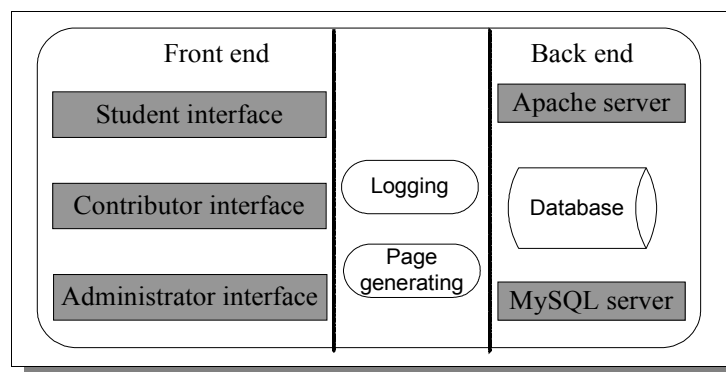 Front end
Student interface
Contributor interface
Administrator interface
Logging
Page
generating
Back end
Apache server
Database
MySQL server